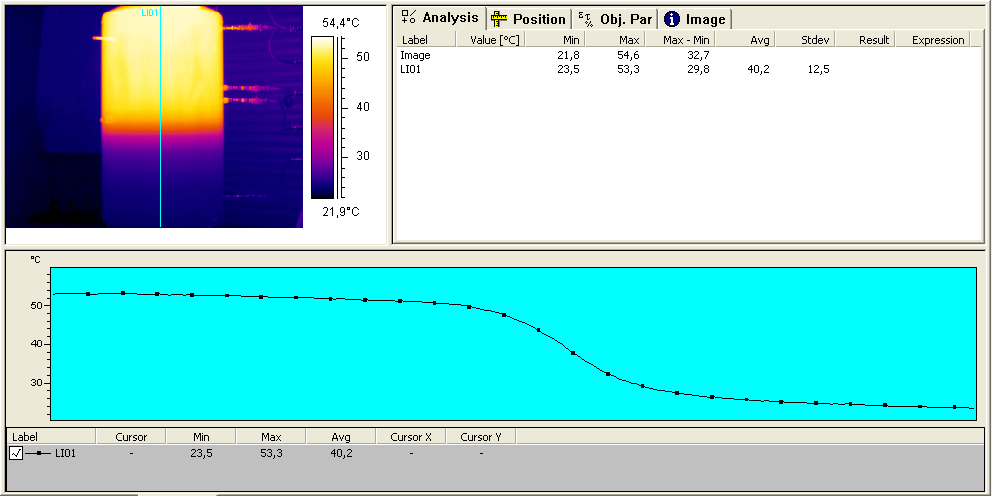 LI01
54,4°C
50
40
30
21,9°C
Analysis Position Obj. Par Image
Label Value [°C] Min Max Max - Min Avg Stdev Result Expression
Image 21,8 54,6 32,7
LI01 23,5 53,3 29,8 40,2 12,5
°C
50
40
30
Label Cursor Min Max Avg Cursor X Cursor Y
LI01 - 23,5 53,3 40,2 - -